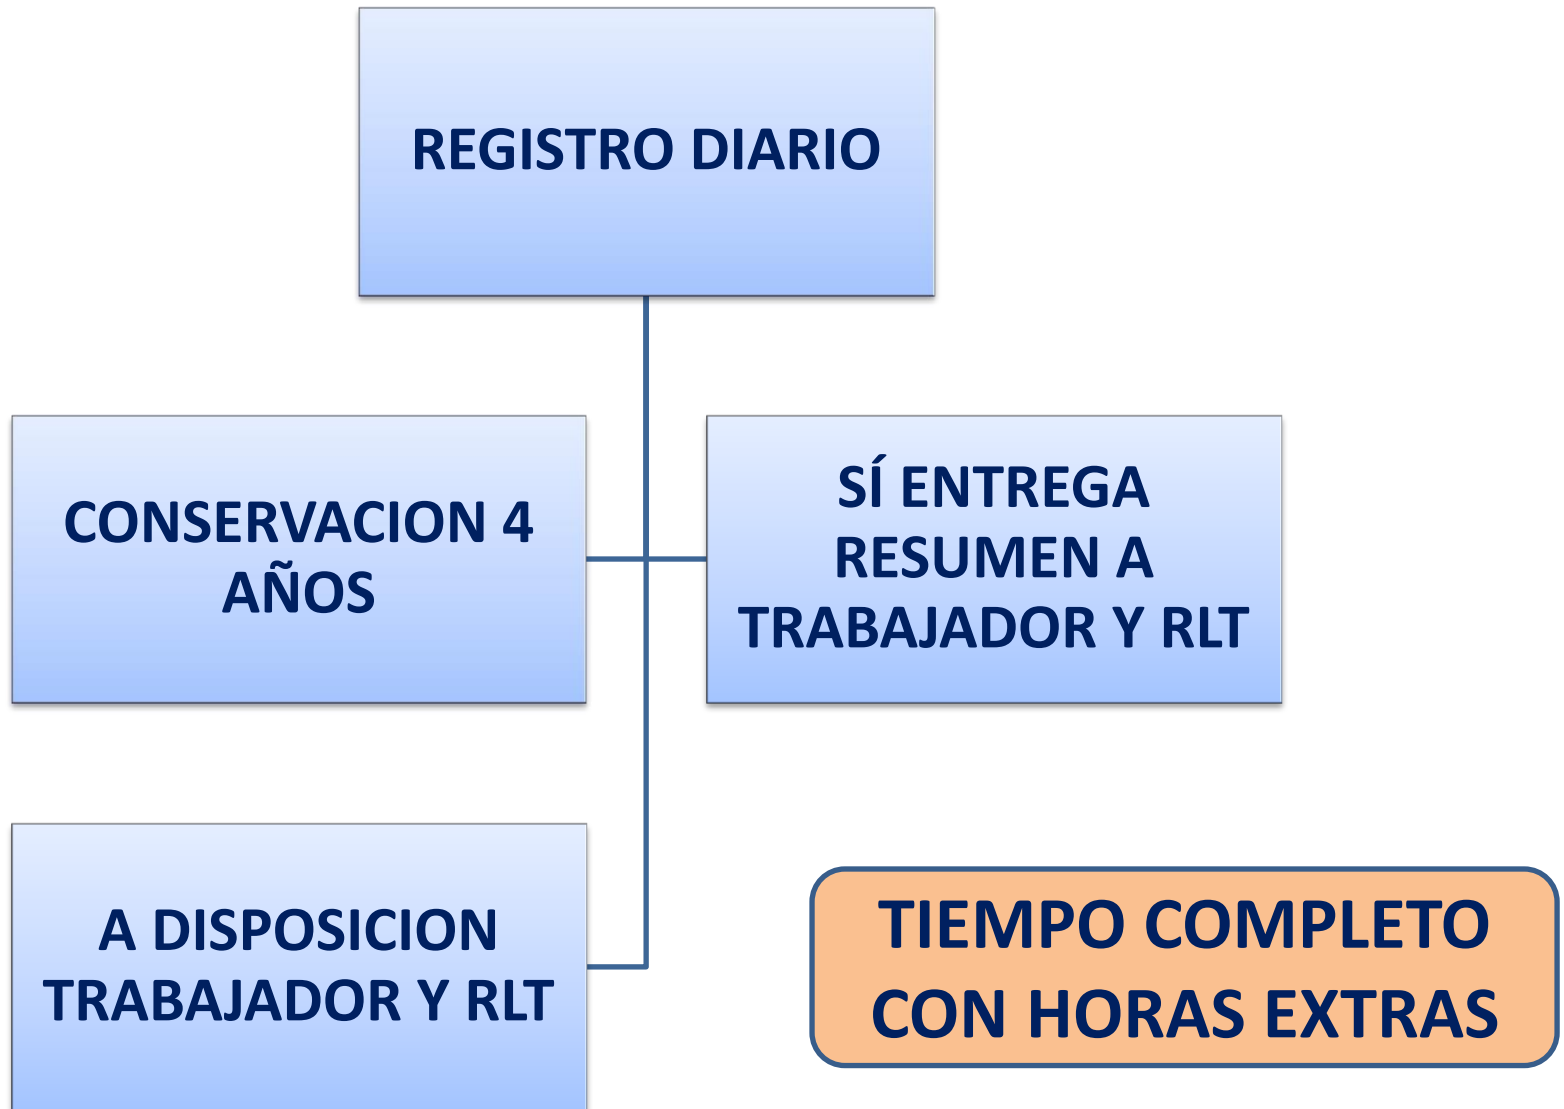 REGISTRO DIARIO
CONSERVACION 4
AÑOS
SÍ ENTREGA
RESUMEN A
TRABAJADOR Y RLT
A DISPOSICION
TRABAJADOR Y RLT
TIEMPO COMPLETO
CON HORAS EXTRAS